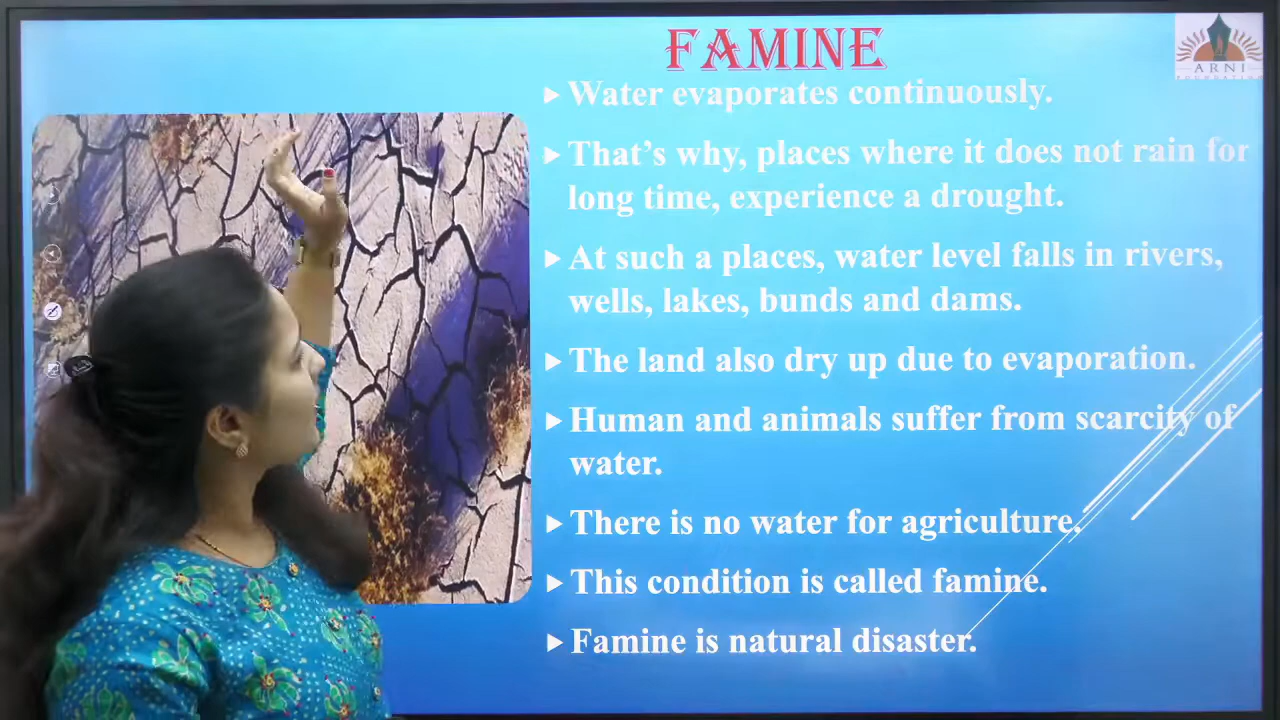 FAMINE
ARNI
FOUNDATION
Water evaporates continuously.
That's why, places where it does not rain for
long time, experience a drought.
At such a places, water level falls in rivers,
wells, lakes, bunds and dams.
The land also dry up due to evaporation.
Human and animals suffer from scarcity of
water.
There is no water for agriculture.
This condition is called famine.
Famine is natural disaster.